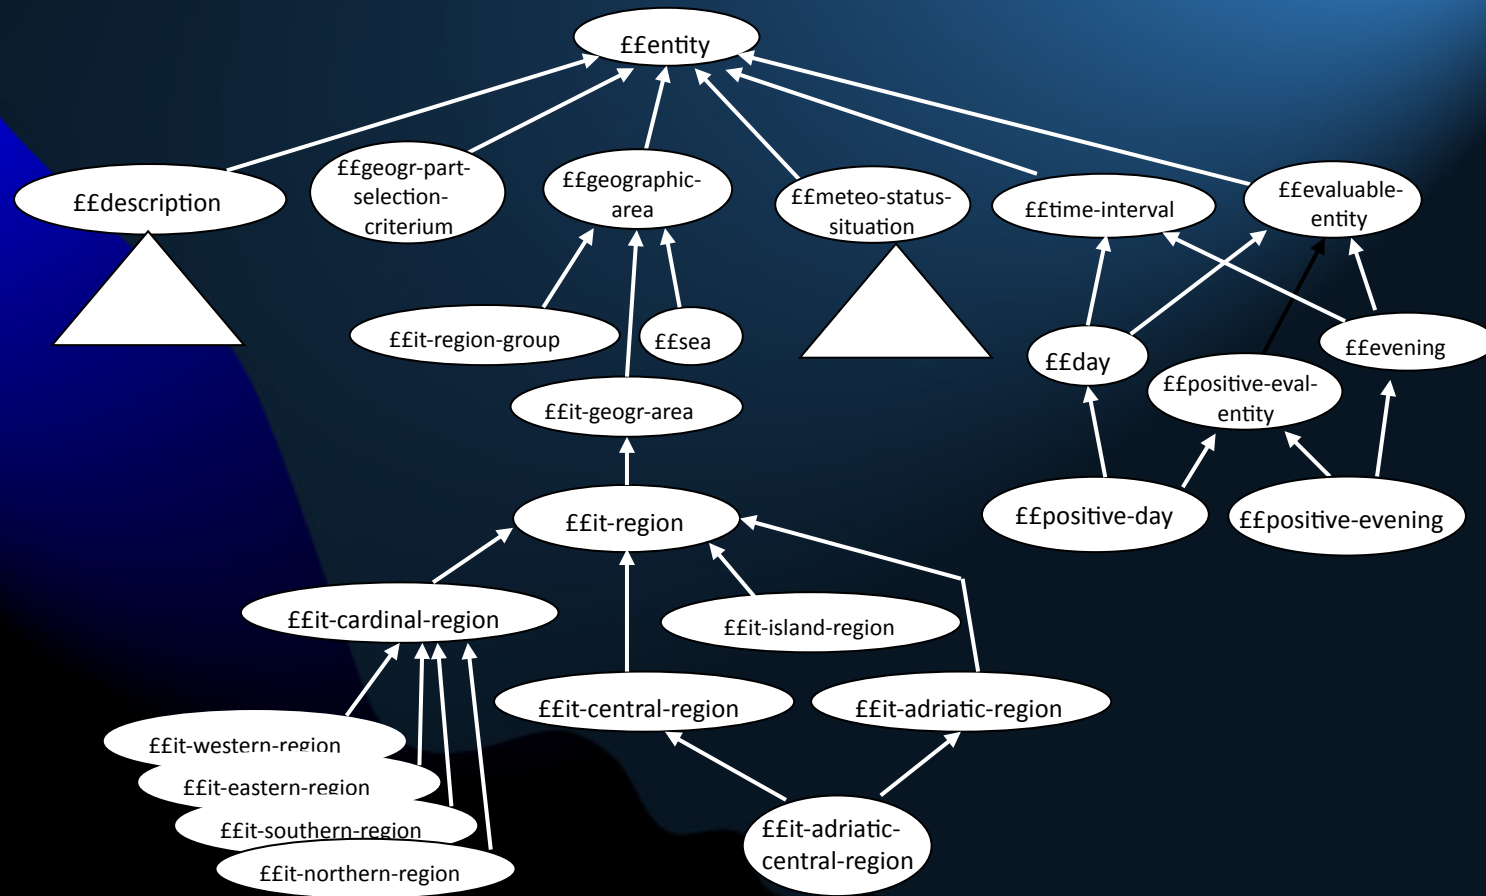 ££entity
££description
££geogr-part-
selection-
criterium
££geographic-
area
££meteo-status-
situation
££time-interval
££evaluable-
entity
££it-region-group
££sea
££day
££positive-eval-
entity
££evening
££it-geogr-area
££it-region
££positive-day
££positive-evening
££it-cardinal-region
££it-island-region
££it-central-region
££it-adriatic-region
££it-western-region
££it-eastern-region
££it-southern-region
££it-northern-region
££it-adriatic-
central-region